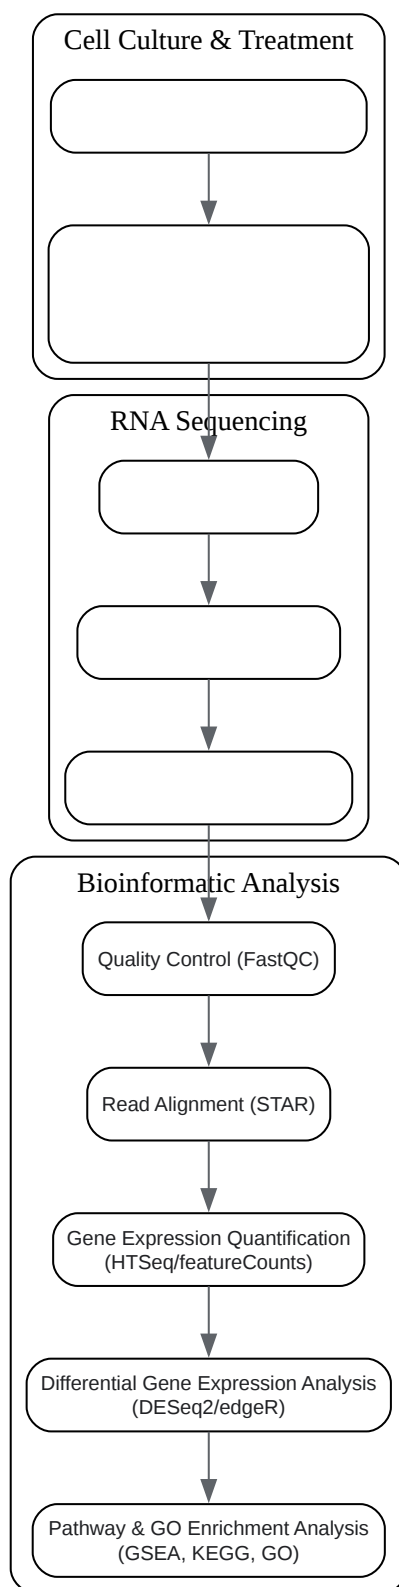 Cell Culture & Treatment
RNA Sequencing
Bioinformatic Analysis
Quality Control (FastQC)
Read Alignment (STAR)
Gene Expression Quantification
(HTSeq/featureCounts)
Differential Gene Expression Analysis
(DESeq2/edgeR)
Pathway & GO Enrichment Analysis
(GSEA, KEGG, GO)